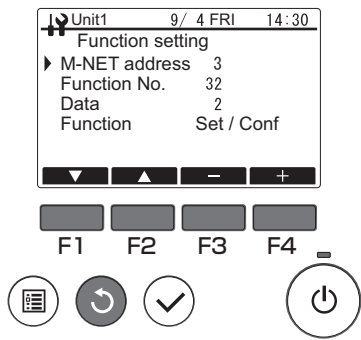 Unit1 9/ 4 FRI 14:30
Function setting
M-NET address 3
Function No. 32
Data 2
Function Set / Conf
− +
F1 F2 F3 F4